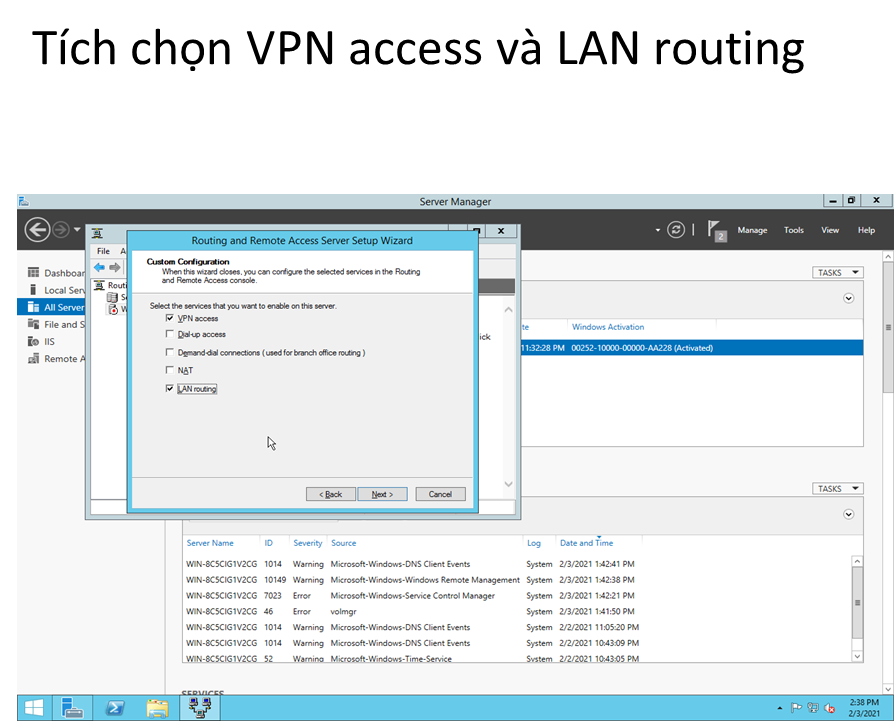 Tích chọn VPN access và LAN routing
Server Manager
2
Manage Tools View Help
File A
Routing and Remote Access Server Setup Wizard
Custom Configuration
When this wizard closes, you can configure the selected services in the Routing
and Remote Access console.
Select the services that you want to enable on this server.
VPN access
Dial-up access
Demand-dial connections (used for branch office routing)
NAT
LAN routing
< Back Next > Cancel
Dashboar
Local Serv
All Server
File and S
IIS
Remote A
Routi
S
W
ick
TASKS
te Windows Activation
11:32:28 PM 00252-10000-00000-AA228 (Activated)
TASKS
Server Name ID Severity Source Log Date and Time
WIN-8C5CIG1V2CG 1014 Warning Microsoft-Windows-DNS Client Events System 2/3/2021 1:42:41 PM
WIN-8C5CIG1V2CG 10149 Warning Microsoft-Windows-Windows Remote Management System 2/3/2021 1:42:38 PM
WIN-8C5CIG1V2CG 7023 Error Microsoft-Windows-Service Control Manager System 2/3/2021 1:42:21 PM
WIN-8C5CIG1V2CG 46 Error volmgr System 2/3/2021 1:41:50 PM
WIN-8C5CIG1V2CG 1014 Warning Microsoft-Windows-DNS Client Events System 2/2/2021 11:05:20 PM
WIN-8C5CIG1V2CG 1014 Warning Microsoft-Windows-DNS Client Events System 2/2/2021 10:43:09 PM
WIN-8C5CIG1V2CG 52 Warning Microsoft-Windows-Time-Service System 2/2/2021 10:43:05 PM
SERVICES
2:38 PM
2/3/2021